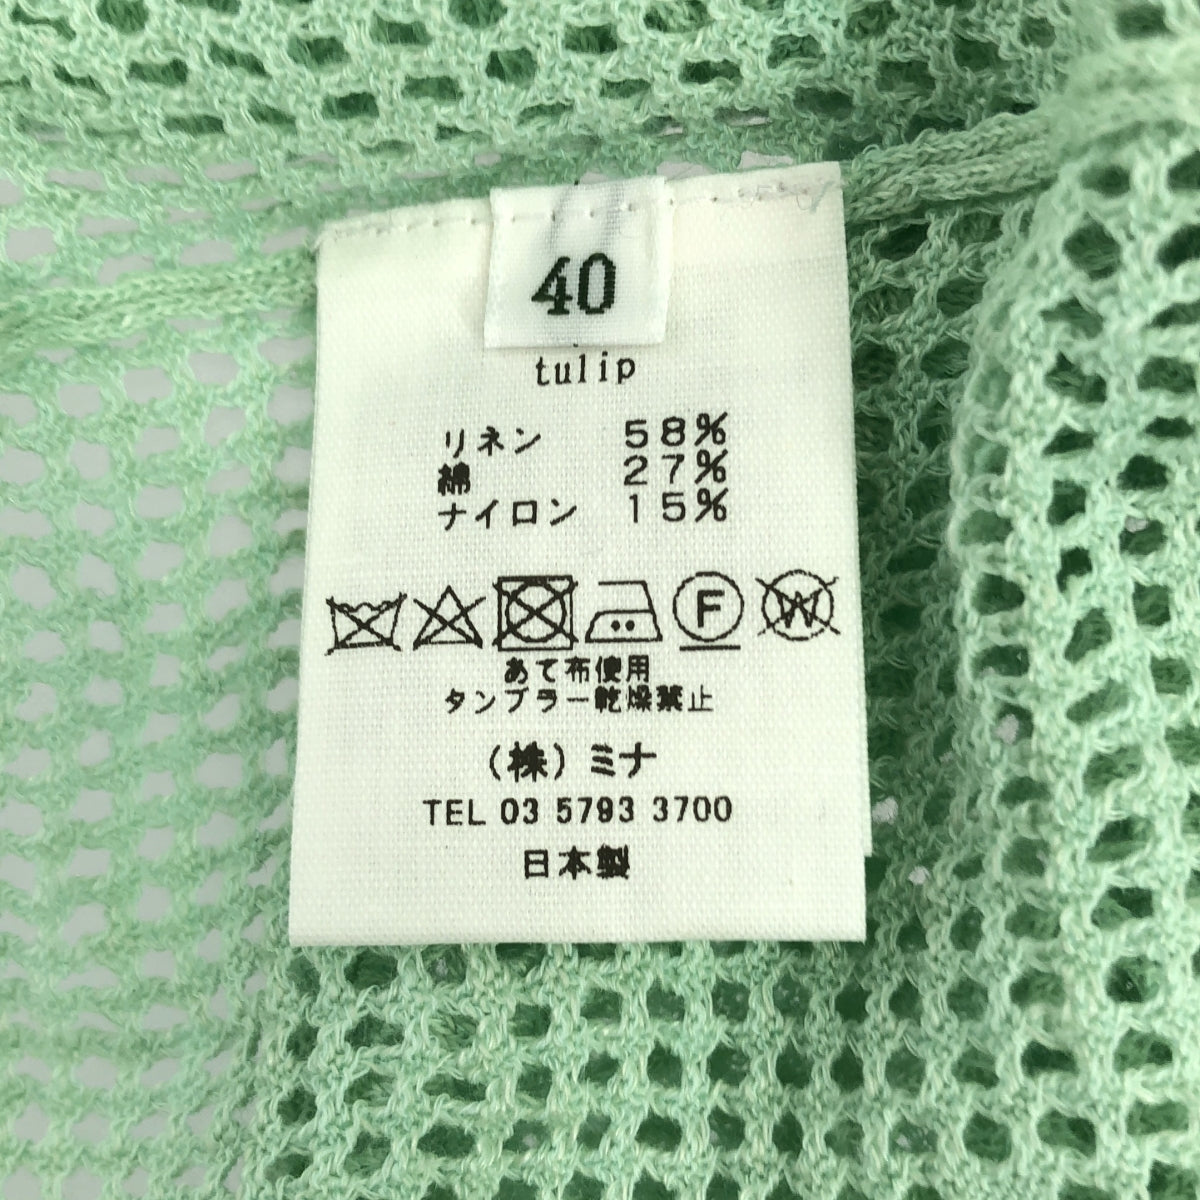 40
tulip
リネン 58%
綿 27%
ナイロン 15%
F W
あて布使用
タンブラー乾燥禁止
(株)ミナ
TEL 03 5793 3700
日本製